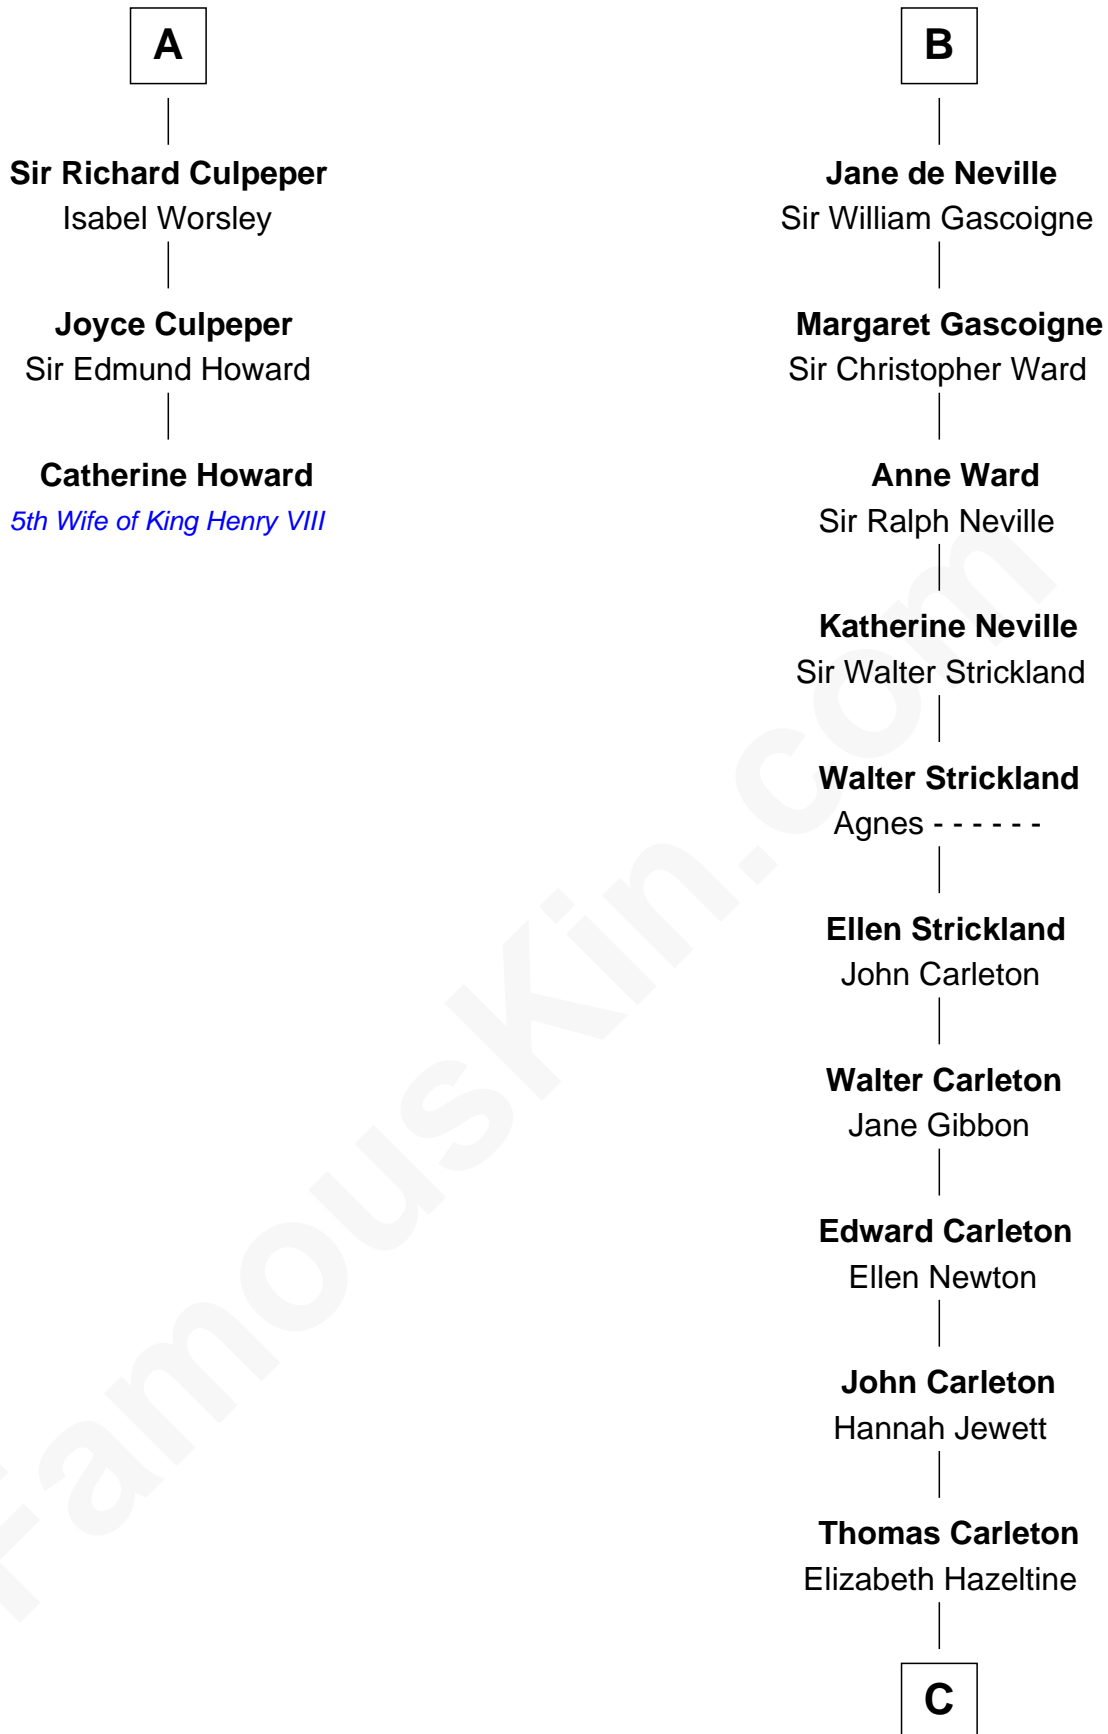 A
Sir Richard Culpeper
Isabel Worsley
Joyce Culpeper
Sir Edmund Howard
Catherine Howard
5th Wife of King Henry VIII
B
Jane de Neville
Sir William Gascoigne
Margaret Gascoigne
Sir Christopher Ward
Anne Ward
Sir Ralph Neville
Katherine Neville
Sir Walter Strickland
Walter Strickland
Agnes - - - - - -
Ellen Strickland
John Carleton
Walter Carleton
Jane Gibbon
Edward Carleton
Ellen Newton
John Carleton
Hannah Jewett
Thomas Carleton
Elizabeth Hazeltine
C
FamousKin.com